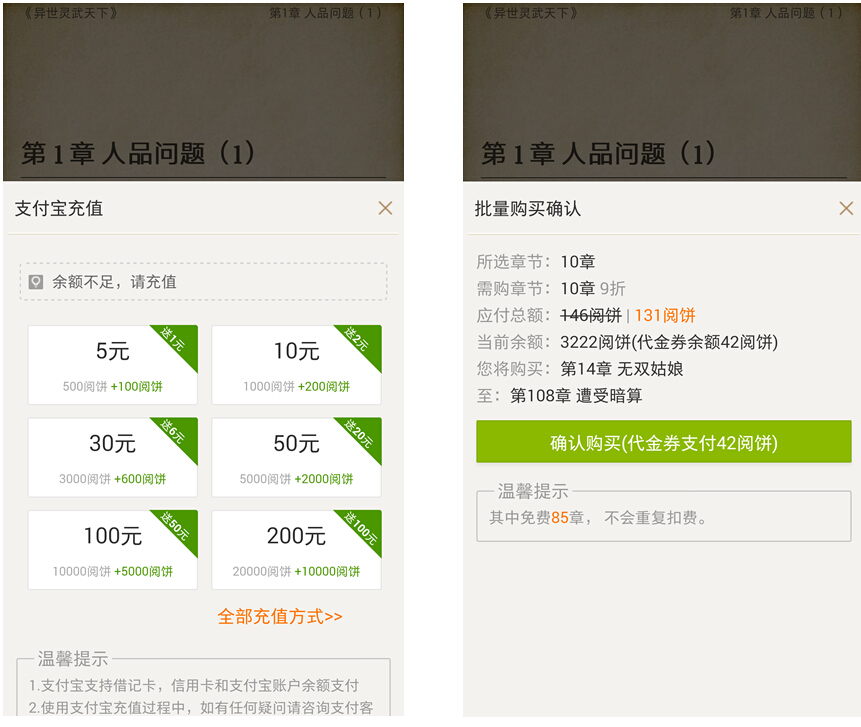 《异世灵武天下》 第1章 人品问题（1）
第1章 人品问题（1）
支付宝充值
余额不足，请充值
5元
送1元
500阅饼 +100阅饼
10元
送2元
1000阅饼 +200阅饼
30元
送6元
3000阅饼 +600阅饼
50元
送20元
5000阅饼 +2000阅饼
100元
送50元
10000阅饼 +5000阅饼
200元
送100元
20000阅饼 +10000阅饼
全部充值方式>>
温馨提示
1.支付宝支持借记卡，信用卡和支付宝账户余额支付
2.使用支付宝充值过程中，如有任何疑问请咨询支付客
《异世灵武天下》 第1章 人品问题（1）
第1章 人品问题（1）
批量购买确认
所选章节：10章
需购章节：10章 9折
应付总额：146阅饼 | 131阅饼
当前余额：3222阅饼(代金券余额42阅饼)
您将购买：第14章 无双姑娘
至：第108章 遭受暗算
确认购买(代金券支付42阅饼)
温馨提示
其中免费85章， 不会重复扣费。